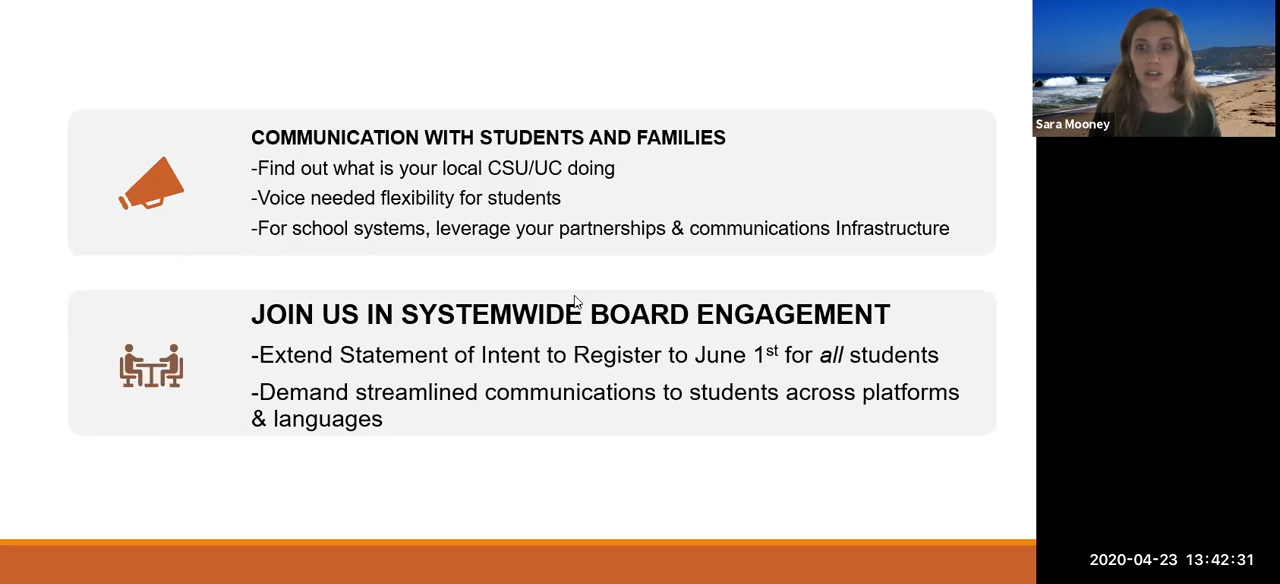 COMMUNICATION WITH STUDENTS AND FAMILIES
-Find out what is your local CSU/UC doing
-Voice needed flexibility for students
-For school systems, leverage your partnerships & communications Infrastructure
JOIN US IN SYSTEMWIDE BOARD ENGAGEMENT
-Extend Statement of Intent to Register to June 1st for all students
-Demand streamlined communications to students across platforms
& languages
Sara Mooney
2020-04-23 13:42:31